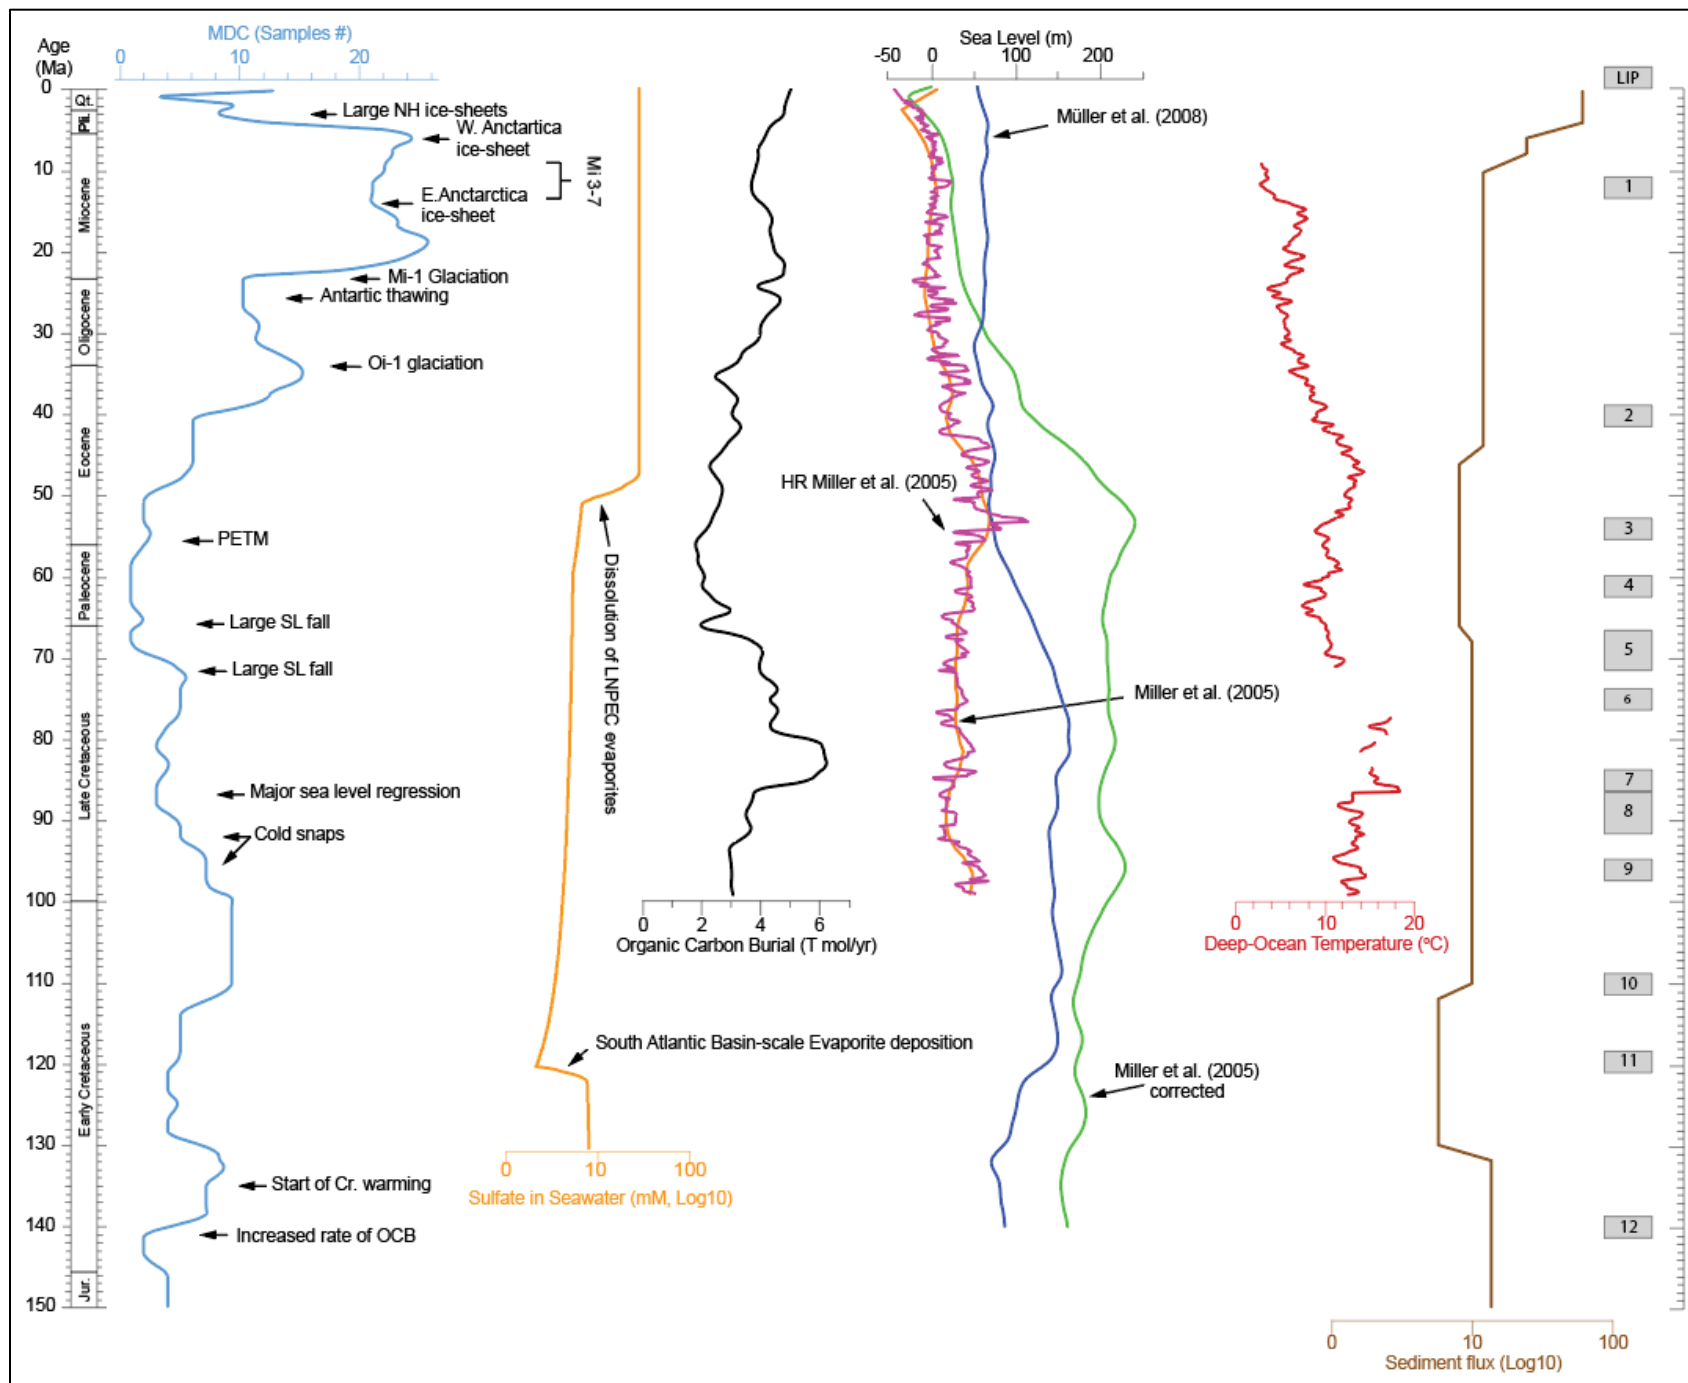 MDC (Samples #)
Age
(Ma)
0 10 20
Sea Level (m)
-50 0 100 200
LIP
0
10
20
30
40
50
60
70
80
90
100
110
120
130
140
150
Qt.
Pli.
Miocene
Oligocene
Eocene
Paleocene
Late Cretaceous
Early Cretaceous
Jur.
Large NH ice-sheets
W. Anctartica
ice-sheet
Mi 3-7
E.Anctarctica
ice-sheet
Mi-1 Glaciation
Antartic thawing
Oi-1 glaciation
PETM
Large SL fall
Large SL fall
Major sea level regression
Cold snaps
Start of Cr. warming
Increased rate of OCB
Dissolution of LNPEC evaporites
South Atlantic Basin-scale Evaporite deposition
0 10 100
Sulfate in Seawater (mM, Log10)
0 2 4 6
Organic Carbon Burial (T mol/yr)
Müller et al. (2008)
HR Miller et al. (2005)
Miller et al. (2005)
Miller et al. (2005)
corrected
0 10 20
Deep-Ocean Temperature (ºC)
0 10 100
Sediment flux (Log10)
1
2
3
4
5
6
7
8
9
10
11
12